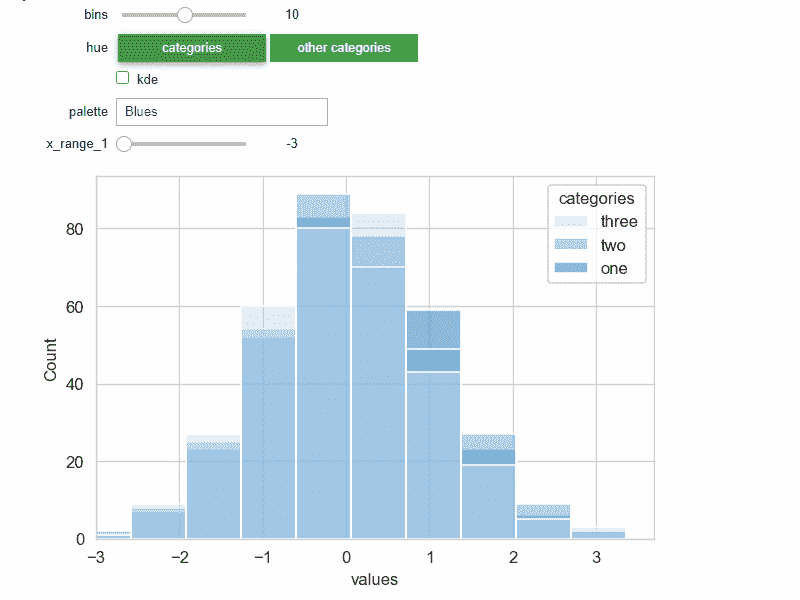 bins 10
hue categories other categories
kde
palette Blues
x_range_1 -3
categories
three
two
one
80
60
40
20
0
Count
−3 −2 −1 0 1 2 3
values